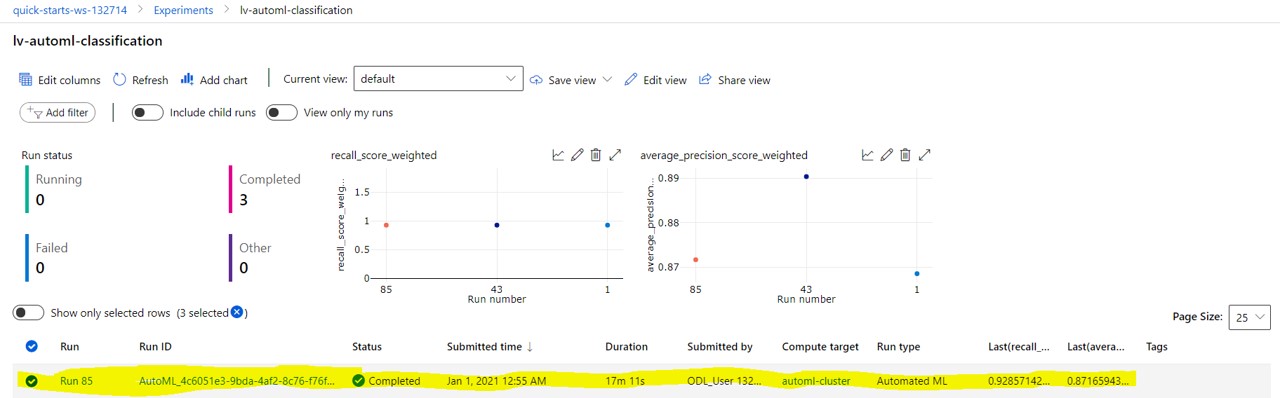 quick-starts-ws-132714 > Experiments > lv-automl-classification
lv-automl-classification
Edit columns Refresh Add chart Current view: default Save view Edit view Share view
Add filter Include child runs View only my runs
Run status
Running
0
Completed
3
Failed
0
Other
0
recall_score_weighted
recall_score_weig...
1.5
1
0.5
0
85 43 1
Run number
average_precision_score_weighted
average_precision...
0.89
0.88
0.87
85 43 1
Run number
Show only selected rows (3 selected)
Page Size: 25
Run Run ID Status Submitted time ↓ Duration Submitted by Compute target Run type Last(recall_... Last(avera... Tags
Run 85 AutoML_4c6051e3-9bda-4af2-8c76-f76f... Completed Jan 1, 2021 12:55 AM 17m 11s ODL_User 132... automl-cluster Automated ML 0.92857142... 0.87165943...